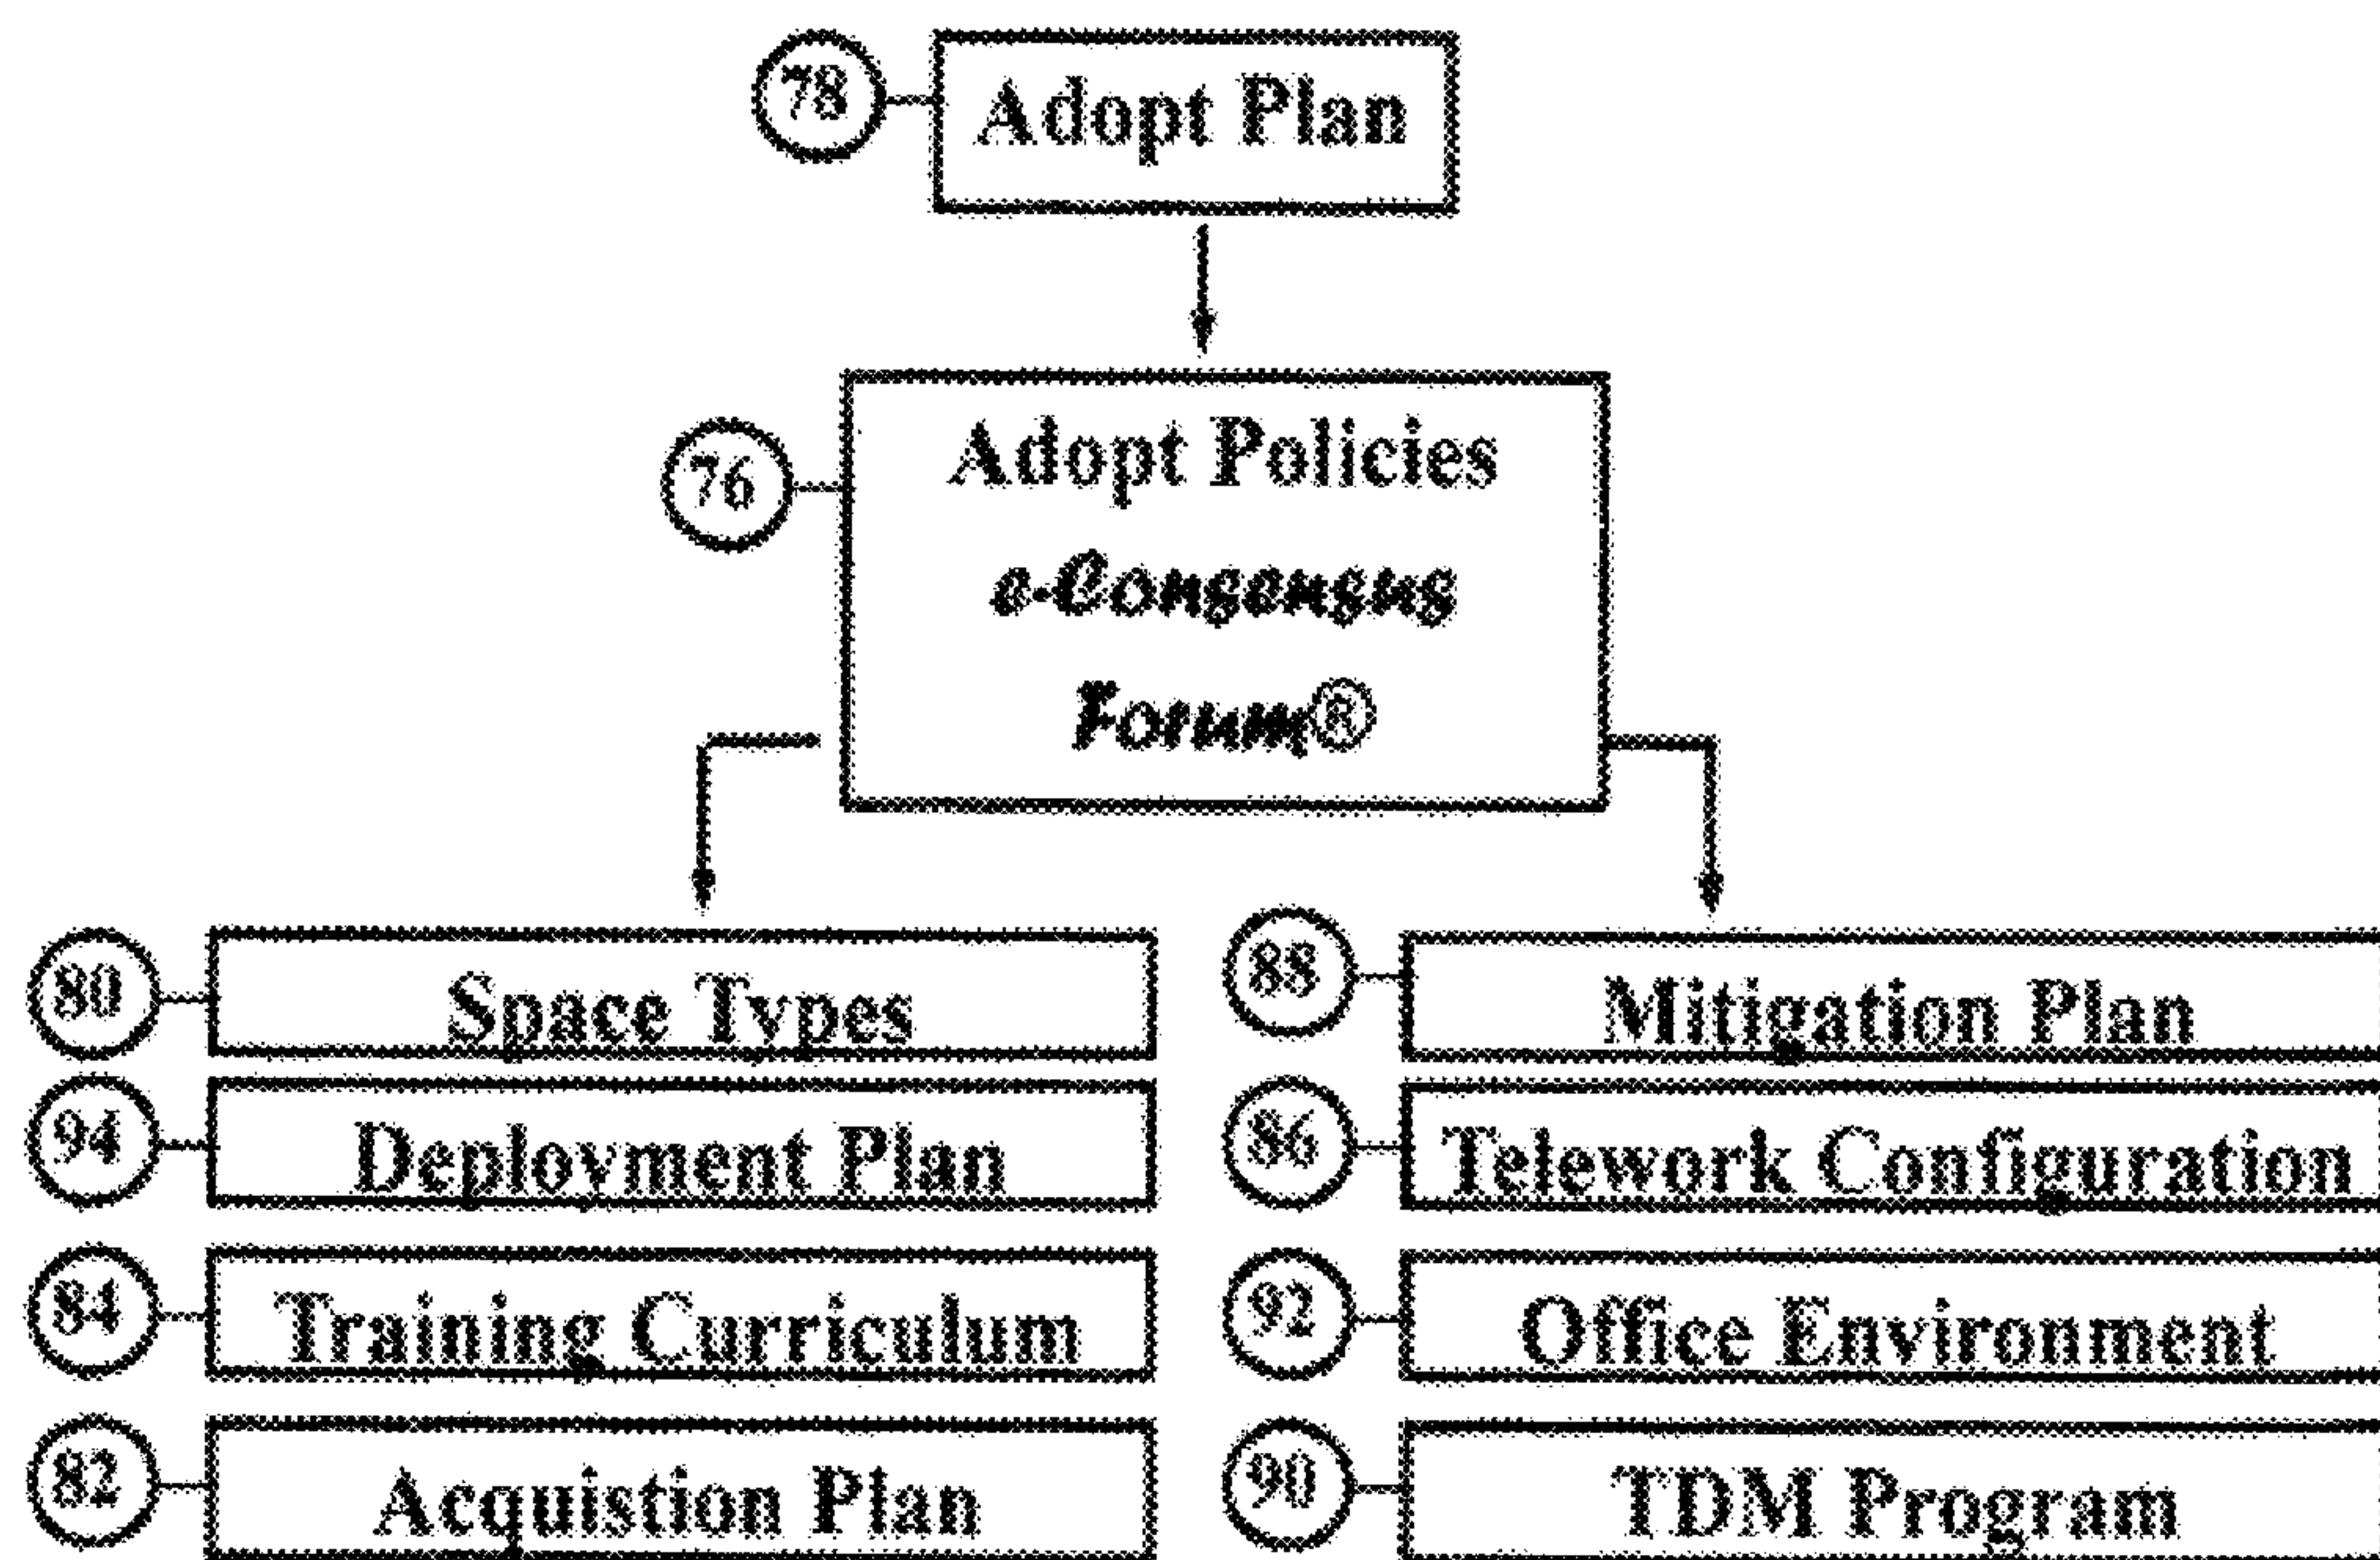 78
Adopt Plan
76
Adopt Policies
e-Consensus
Forum®
80
Space Types
88
Mitigation Plan
94
Deployment Plan
86
Telework Configuration
84
Training Curriculum
92
Office Environment
82
Acquistion Plan
90
TDM Program